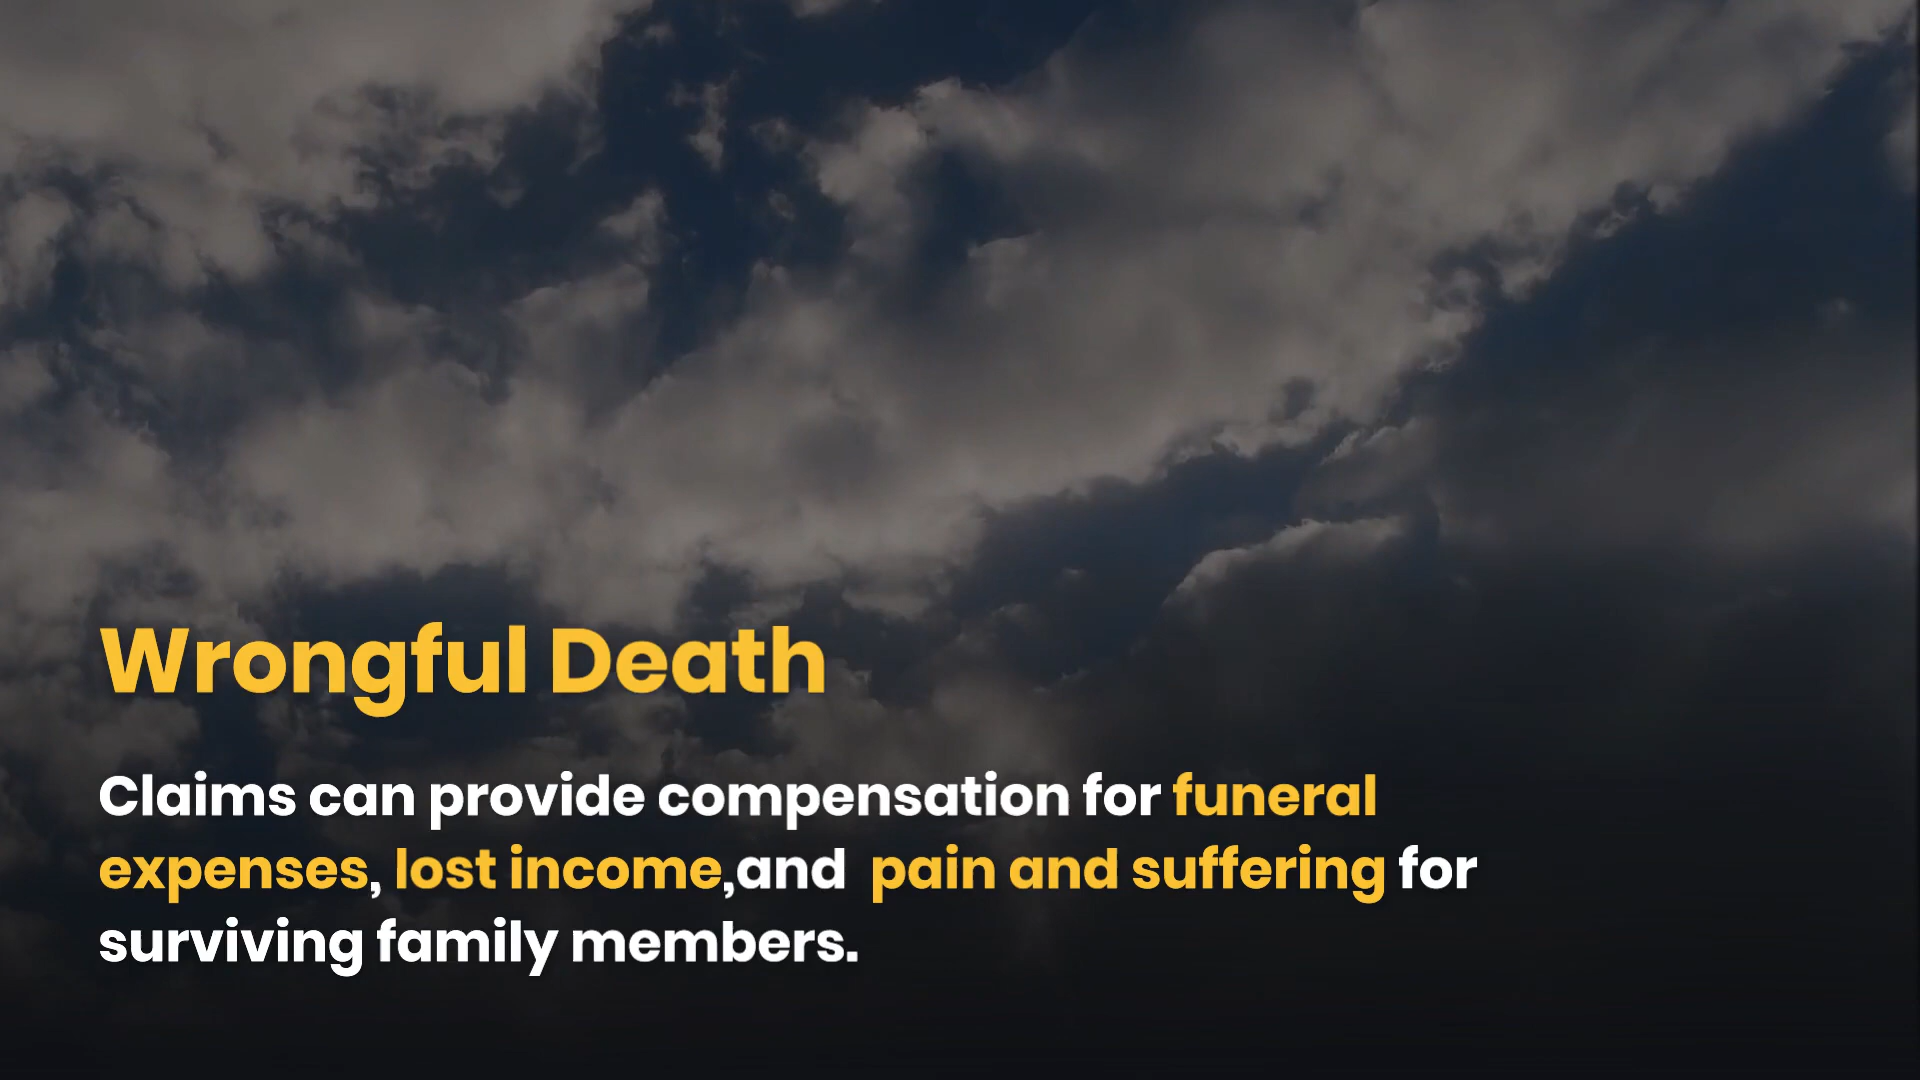 Wrongful Death
Claims can provide compensation for funeral
expenses, lost income,and  pain and suffering for
surviving family members.